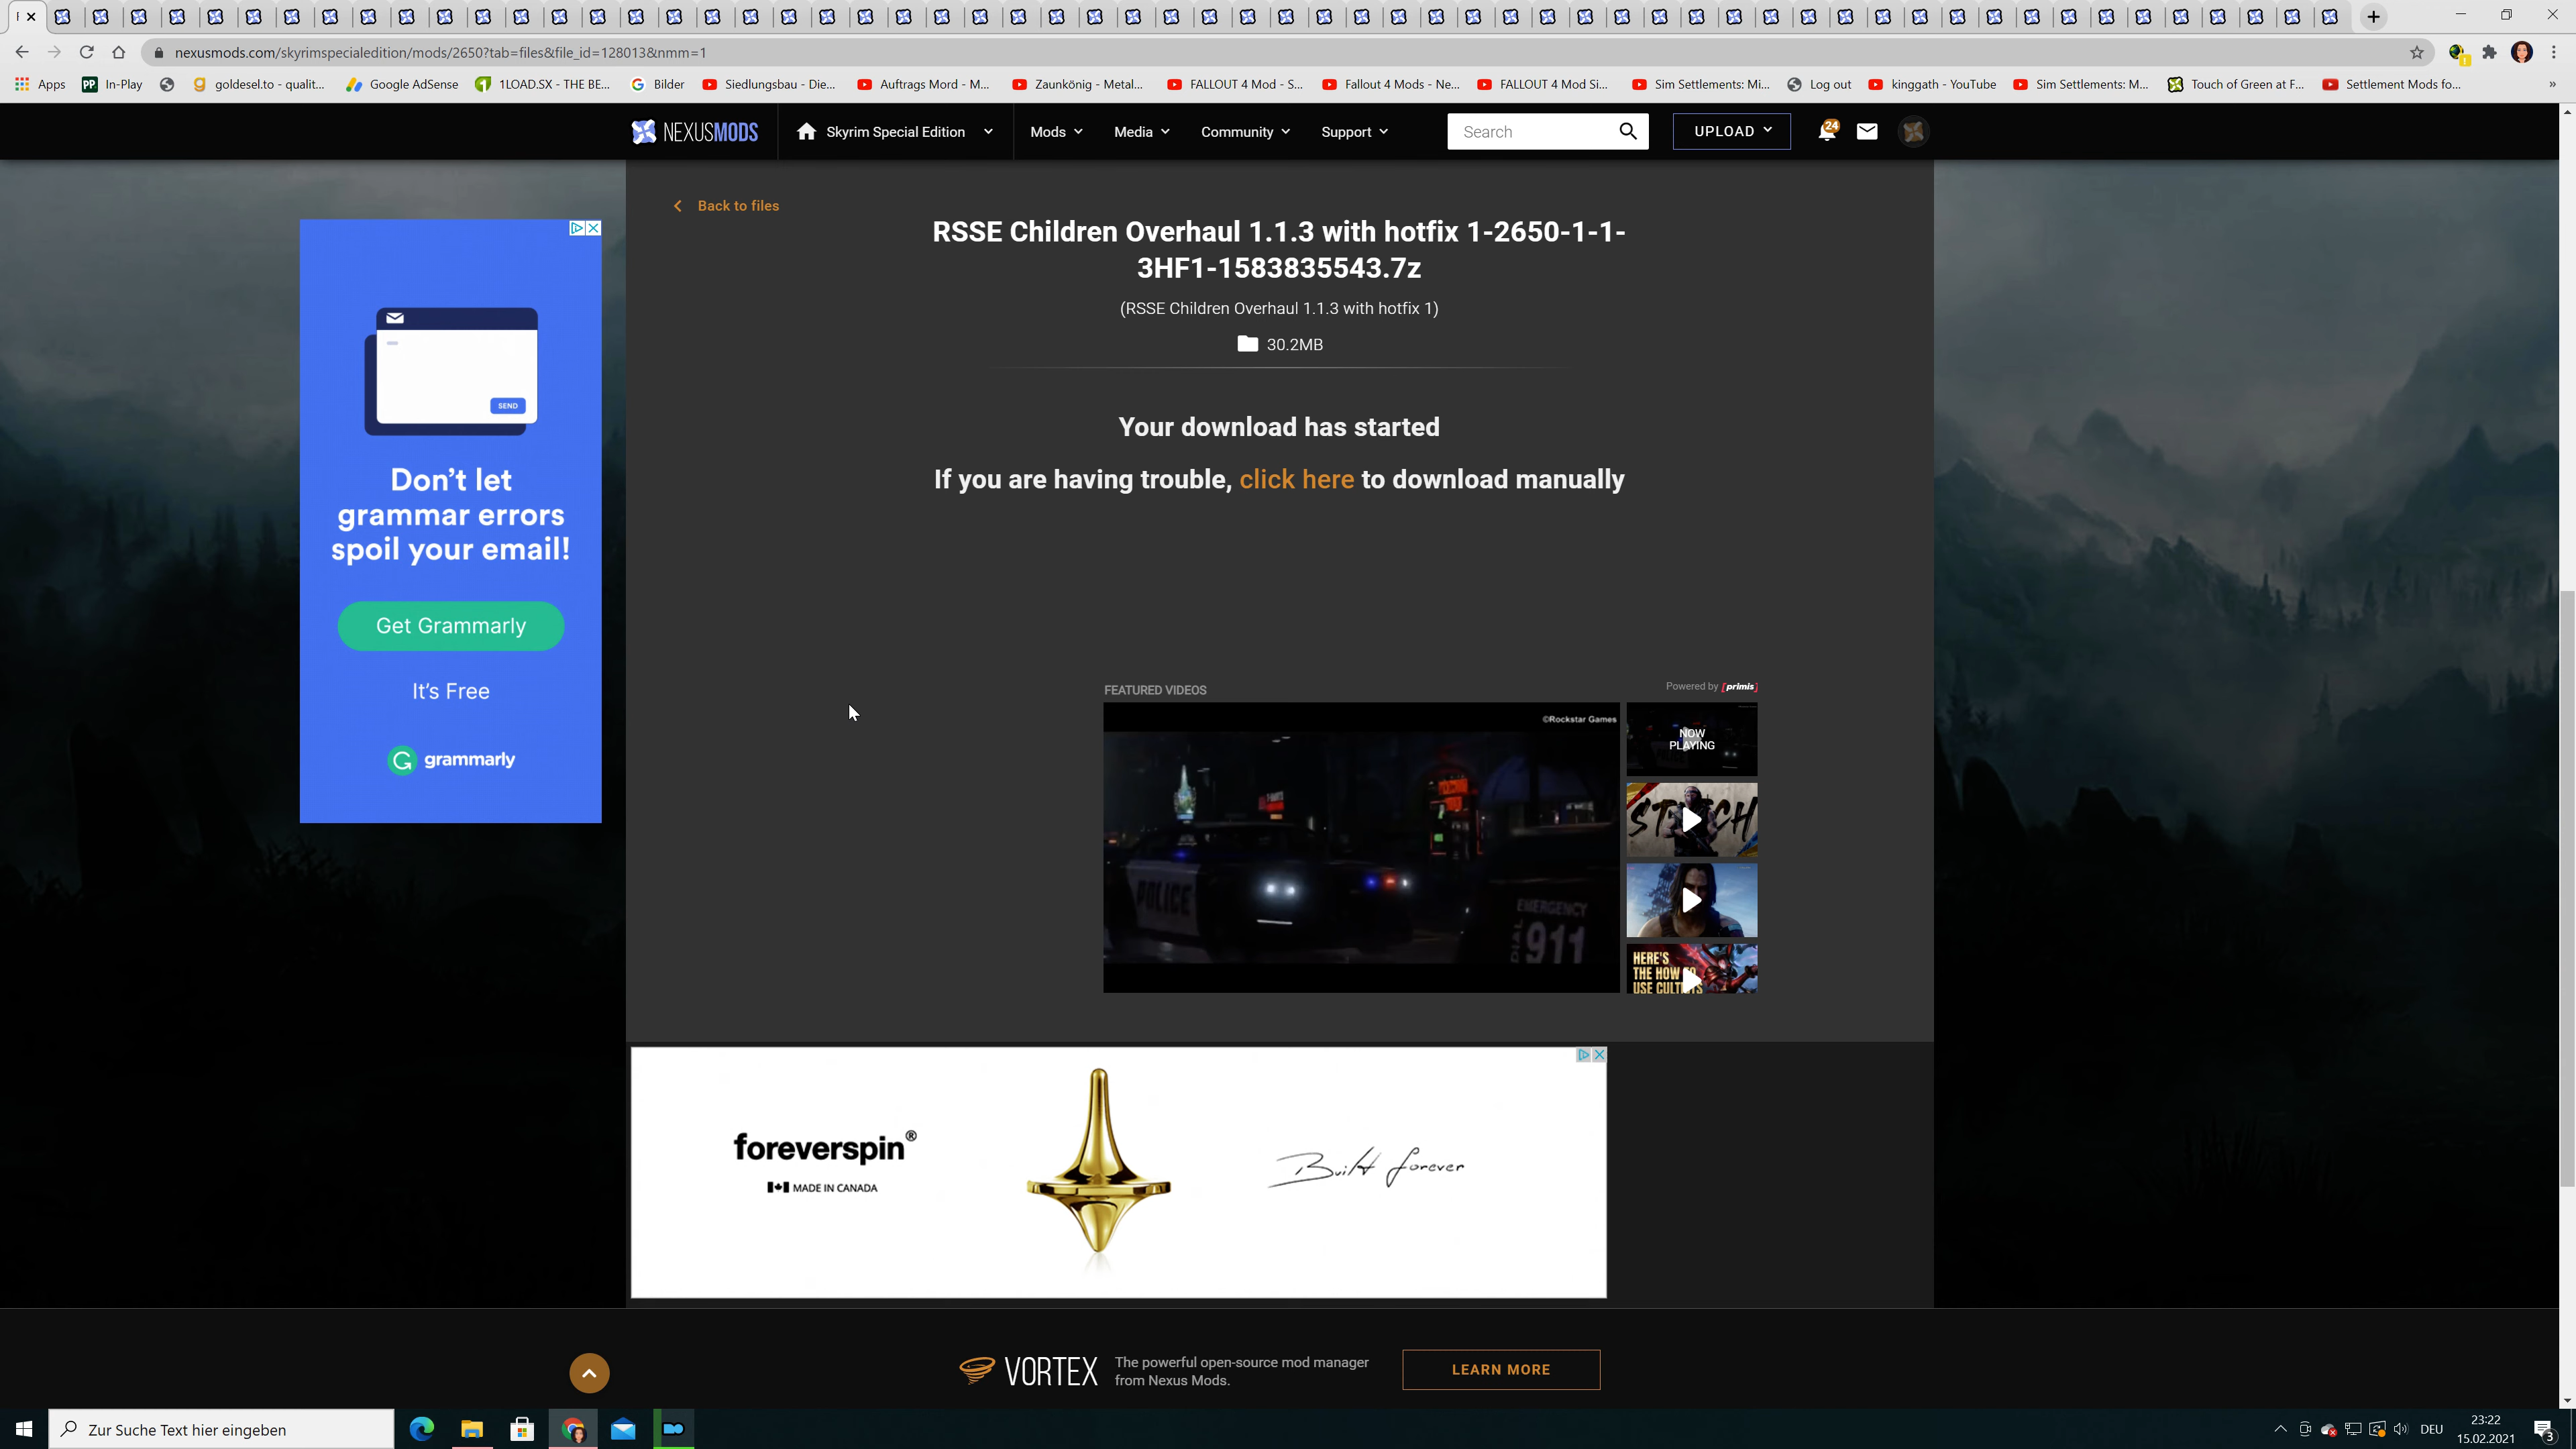 nexusmods.com/skyrimspecialedition/mods/2650?tab=files&file_id=128013&nmm=1
Apps
In-Play
goldesel.to - qualit...
Google AdSense
1LOAD.SX - THE BE...
Bilder
Siedlungsbau - Die...
Auftrags Mord - M...
Zaunkönig - Metal...
FALLOUT 4 Mod - S...
Fallout 4 Mods - Ne...
FALLOUT 4 Mod Si...
Sim Settlements: Mi...
Log out
kinggath - YouTube
Sim Settlements: M...
Touch of Green at F...
Settlement Mods fo...
»
NEXUSMODS
Skyrim Special Edition
Mods
Media
Community
Support
Search
UPLOAD
24
Back to files
RSSE Children Overhaul 1.1.3 with hotfix 1-2650-1-1-
3HF1-1583835543.7z
(RSSE Children Overhaul 1.1.3 with hotfix 1)
30.2MB
Your download has started
If you are having trouble, click here to download manually
SEND
Don't let
grammar errors
spoil your email!
Get Grammarly
It's Free
grammarly
FEATURED VIDEOS
Powered by [primis]
©Rockstar Games
POLICE
EMERGENCY
DIAL
911
NOW
PLAYING
HERE'S
THE HOW TO
USE CULTISTS
foreverspin®
MADE IN CANADA
Built forever
VORTEX
The powerful open-source mod manager
from Nexus Mods.
LEARN MORE
Zur Suche Text hier eingeben
DEU
23:22
15.02.2021
3